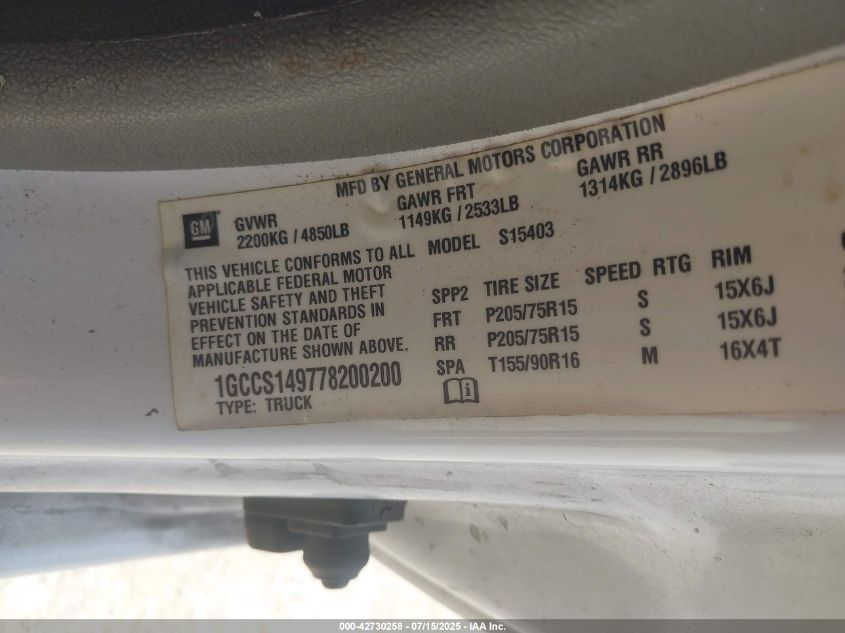 MFD BY GENERAL MOTORS CORPORATION
GM
GVWR GAWR FRT GAWR RR
2200KG / 4850LB 1149KG / 2533LB 1314KG / 2896LB
THIS VEHICLE CONFORMS TO ALL
APPLICABLE FEDERAL MOTOR
VEHICLE SAFETY AND THEFT
PREVENTION STANDARDS IN
EFFECT ON THE DATE OF
MANUFACTURE SHOWN ABOVE.
1GCCS149778200200
TYPE: TRUCK
MODEL S15403
SPP2 TIRE SIZE SPEED RTG RIM
FRT P205/75R15 S 15X6J
RR P205/75R15 S 15X6J
SPA T155/90R16 M 16X4T
000-42730258 - 07/15/2025 - IAA Inc.